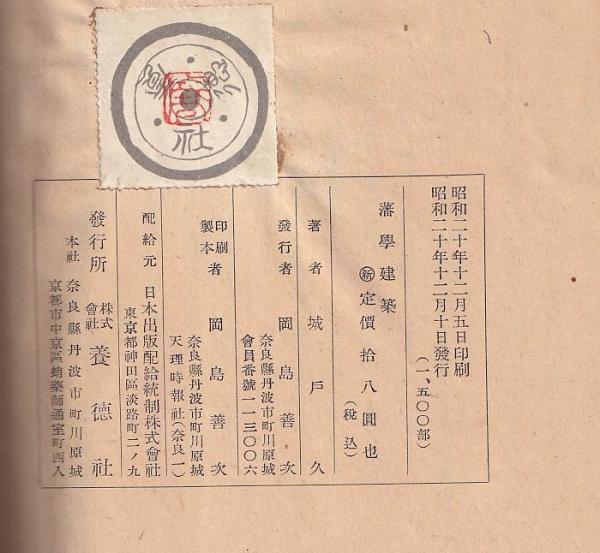 昭和二十年十二月五日印刷
昭和二十年十二月十日發行
(一、五〇〇部)
藩學建築
新定價拾八圓也
(稅込)
著者 城戶久
發行者 岡島善次
奈良縣丹波市町川原城
會員番號一一三〇〇六
印刷製本者 岡島善次
奈良縣丹波市町川原城
天理時報社(奈良一)
配給元 日本出版配給統制株式會社
東京都神田區淡路町二ノ九
發行所 株式會社 養德社
本社 奈良縣丹波市町川原城
京都市中京區蛸藥師通室町西入
養德社